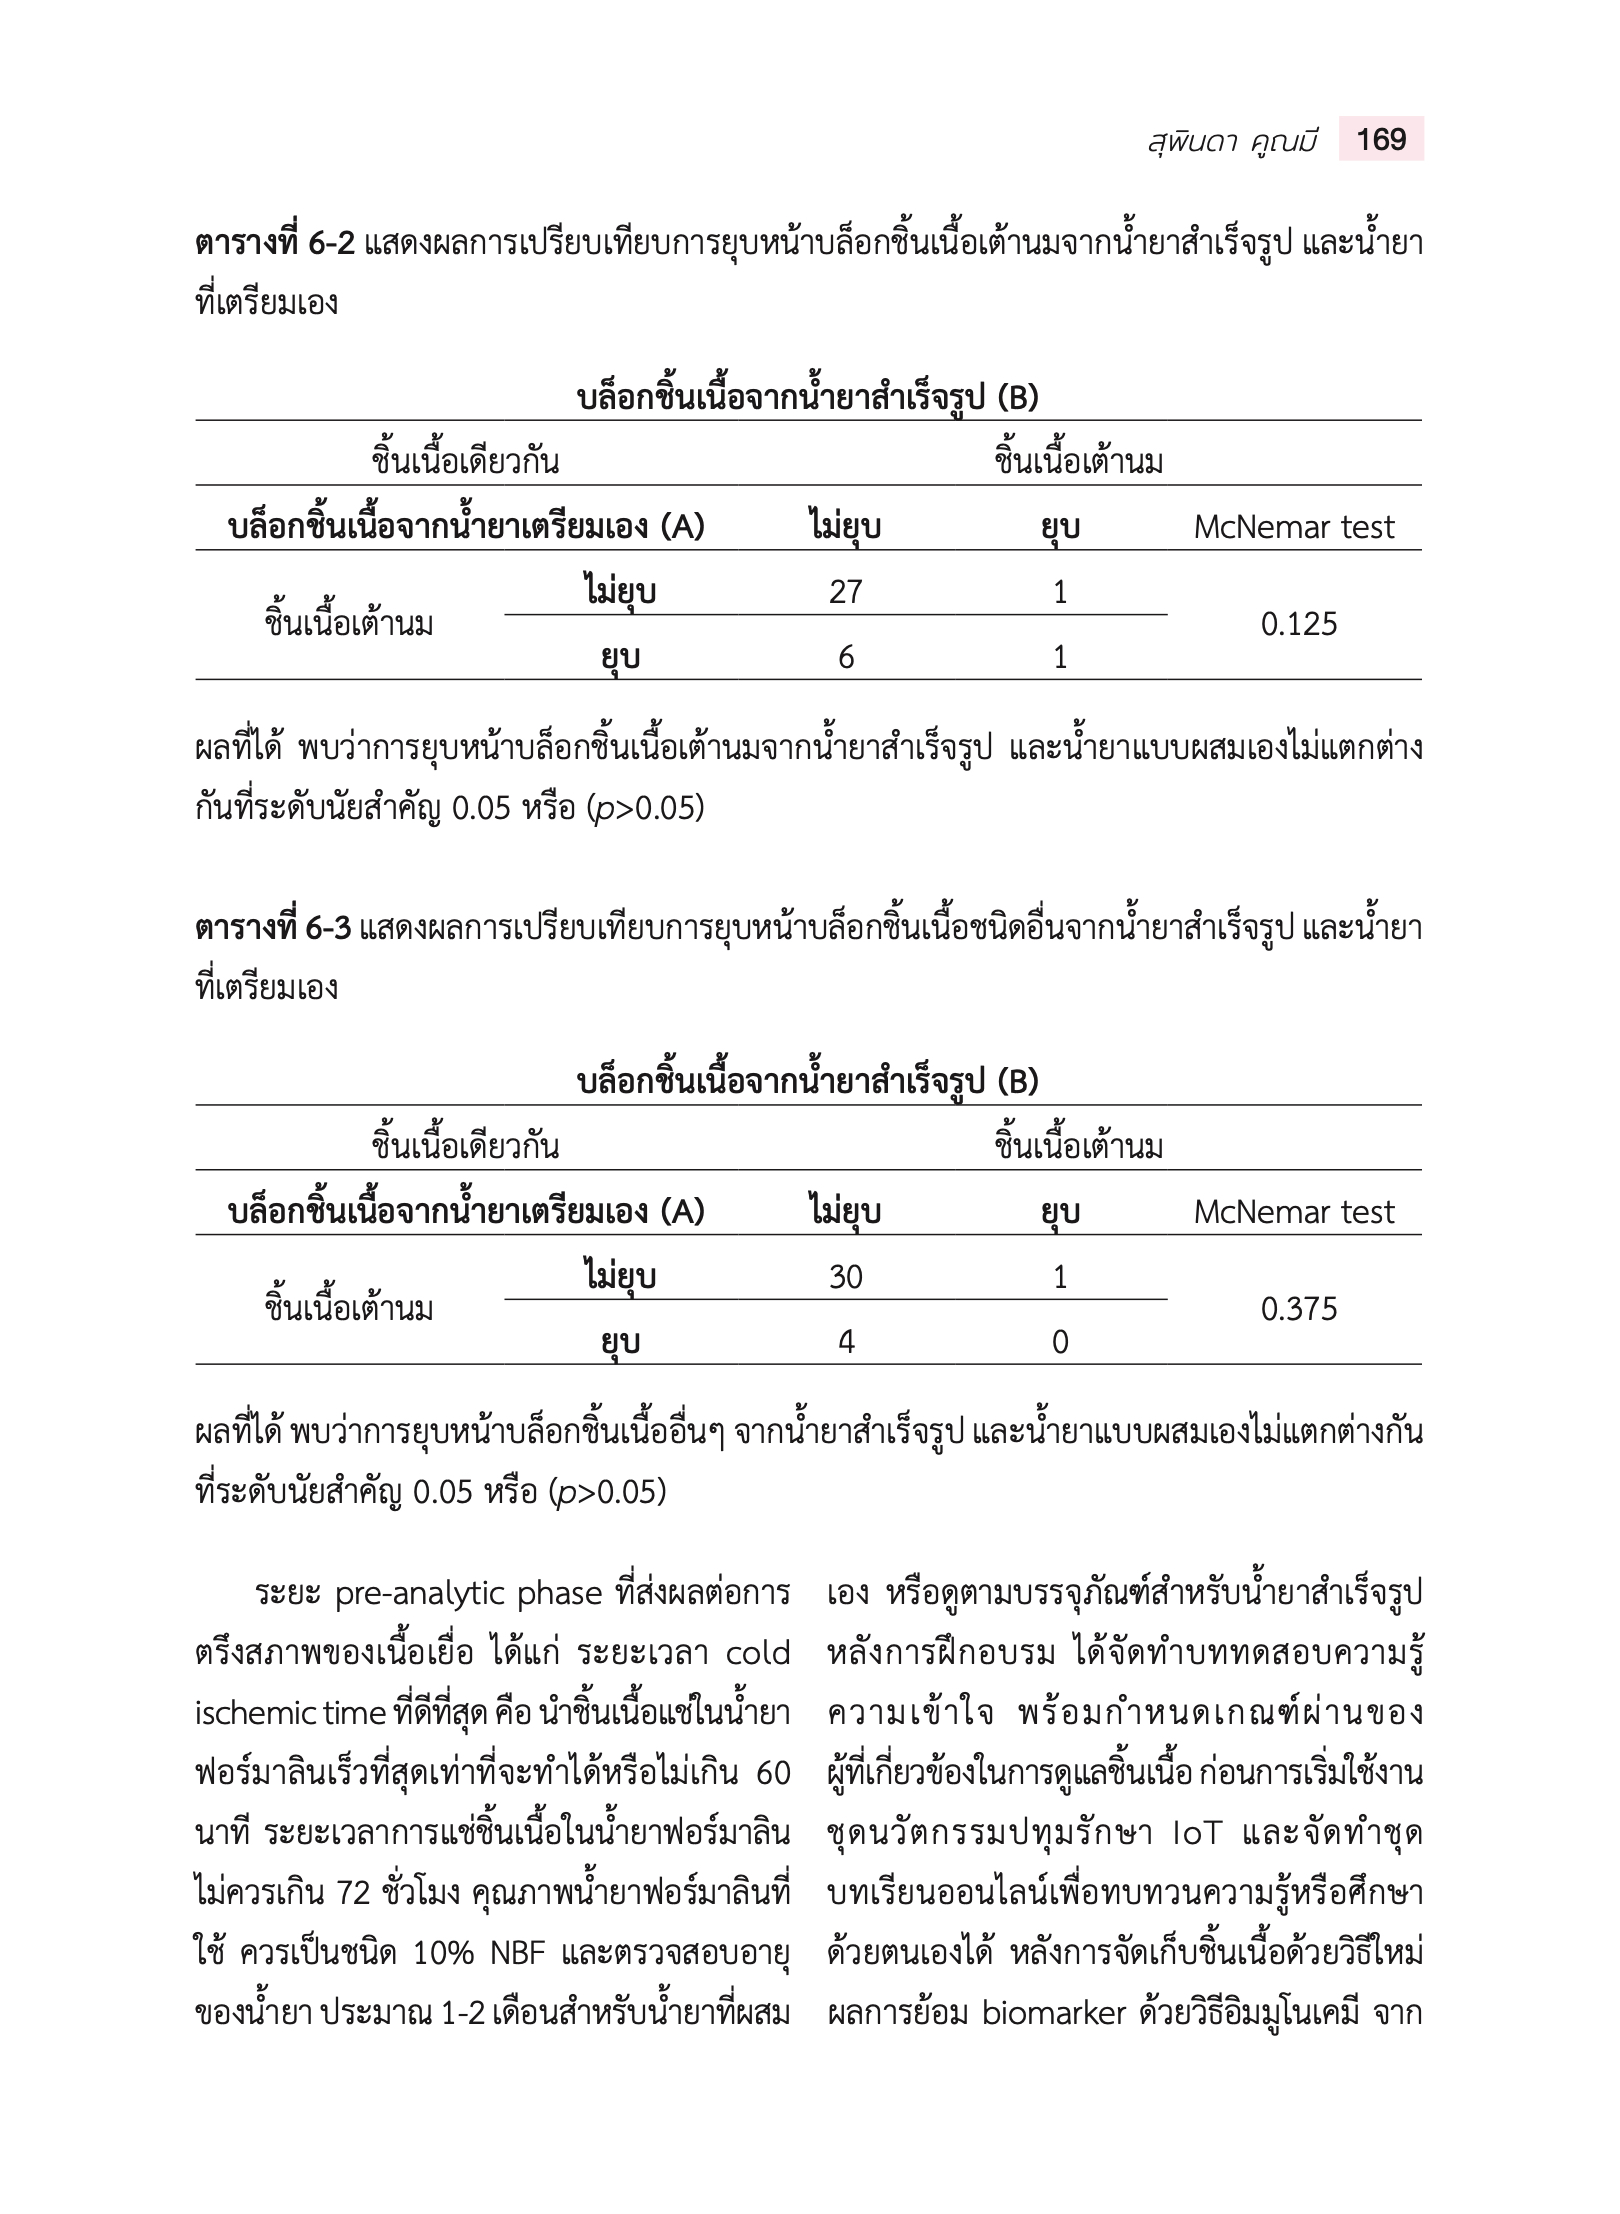 สุพินดา คูณมี 169
ตารางที่ 6-2 แสดงผลการเปรียบเทียบการยุบหน้าบล็อกชิ้นเนื้อเต้านมจากน้ำยาสำเร็จรูป และน้ำยา
ที่เตรียมเอง
บล็อกชิ้นเนื้อจากน้ำยาสำเร็จรูป (B)
ชิ้นเนื้อเดียวกัน ชิ้นเนื้อเต้านม
บล็อกชิ้นเนื้อจากน้ำยาเตรียมเอง (A) ไม่ยุบ ยุบ McNemar test
ไม่ยุบ 27 1
ชิ้นเนื้อเต้านม 0.125
ยุบ 6 1
ผลที่ได้ พบว่าการยุบหน้าบล็อกชิ้นเนื้อเต้านมจากน้ำยาสำเร็จรูป และน้ำยาแบบผสมเองไม่แตกต่าง
กันที่ระดับนัยสำคัญ 0.05 หรือ (p>0.05)
ตารางที่ 6-3 แสดงผลการเปรียบเทียบการยุบหน้าบล็อกชิ้นเนื้อชนิดอื่นจากน้ำยาสำเร็จรูป และน้ำยา
ที่เตรียมเอง
บล็อกชิ้นเนื้อจากน้ำยาสำเร็จรูป (B)
ชิ้นเนื้อเดียวกัน ชิ้นเนื้อเต้านม
บล็อกชิ้นเนื้อจากน้ำยาเตรียมเอง (A) ไม่ยุบ ยุบ McNemar test
ไม่ยุบ 30 1
ชิ้นเนื้อเต้านม 0.375
ยุบ 4 0
ผลที่ได้ พบว่าการยุบหน้าบล็อกชิ้นเนื้ออื่นๆ จากน้ำยาสำเร็จรูป และน้ำยาแบบผสมเองไม่แตกต่างกัน
ที่ระดับนัยสำคัญ 0.05 หรือ (p>0.05)
ระยะ pre-analytic phase ที่ส่งผลต่อการ
ตรึงสภาพของเนื้อเยื่อ ได้แก่ ระยะเวลา cold
ischemic time ที่ดีที่สุด คือ นำชิ้นเนื้อแช่ในน้ำยา
ฟอร์มาลินเร็วที่สุดเท่าที่จะทำได้หรือไม่เกิน 60
นาที ระยะเวลาการแช่ชิ้นเนื้อในน้ำยาฟอร์มาลิน
ไม่ควรเกิน 72 ชั่วโมง คุณภาพน้ำยาฟอร์มาลินที่
ใช้ ควรเป็นชนิด 10% NBF และตรวจสอบอายุ
ของน้ำยา ประมาณ 1-2 เดือนสำหรับน้ำยาที่ผสม
เอง หรือดูตามบรรจุภัณฑ์สำหรับน้ำยาสำเร็จรูป
หลังการฝึกอบรม ได้จัดทำบททดสอบความรู้
ความเข้าใจ พร้อมกำหนดเกณฑ์ผ่านของ
ผู้ที่เกี่ยวข้องในการดูแลชิ้นเนื้อ ก่อนการเริ่มใช้งาน
ชุดนวัตกรรมปทุมรักษา IoT และจัดทำชุด
บทเรียนออนไลน์เพื่อทบทวนความรู้หรือศึกษา
ด้วยตนเองได้ หลังการจัดเก็บชิ้นเนื้อด้วยวิธีใหม่
ผลการย้อม biomarker ด้วยวิธีอิมมูโนเคมี จาก